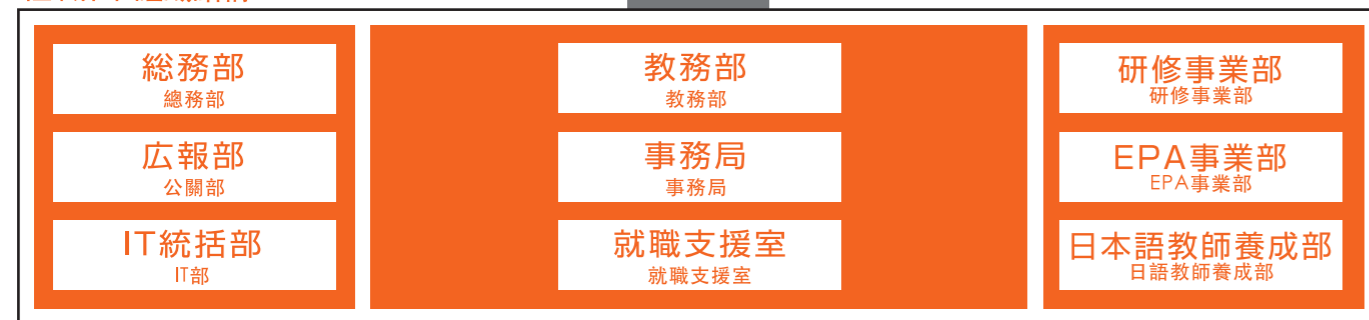 総務部
總務部
広報部
公關部
IT統括部
IT部
教務部
教務部
事務局
事務局
就職支援室
就職支援室
研修事業部
研修事業部
EPA事業部
EPA事業部
日本語教師養成部
日語教師養成部